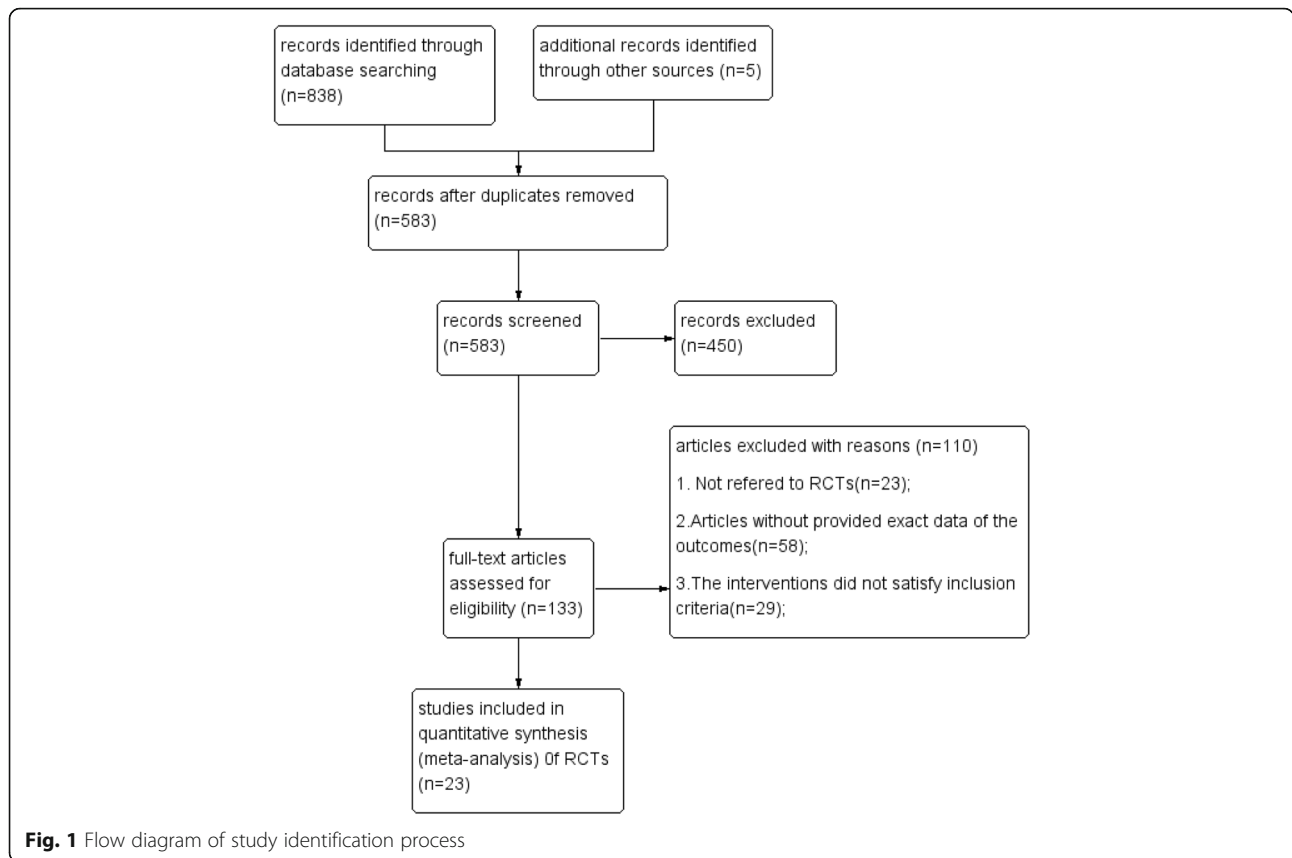 records identified through
database searching
(n=838)
additional records identified
through other sources (n=5)
records after duplicates removed
(n=583)
records screened
(n=583)
records excluded
(n=450)
articles excluded with reasons (n=110)
1. Not refered to RCTs(n=23);
2.Articles without provided exact data of the
outcomes(n=58);
3.The interventions did not satisfy inclusion
criteria(n=29);
full-text articles
assessed for
eligibility (n=133)
studies included in
quantitative synthesis
(meta-analysis) 0f RCTs
(n=23)
Fig. 1 Flow diagram of study identification process